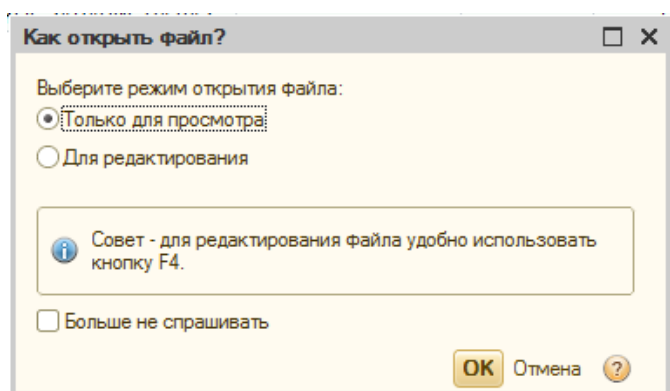 Как открыть файл?
Выберите режим открытия файла:
Только для просмотра
Для редактирования
Совет - для редактирования файла удобно использовать
кнопку F4.
Больше не спрашивать
OK Отмена ?